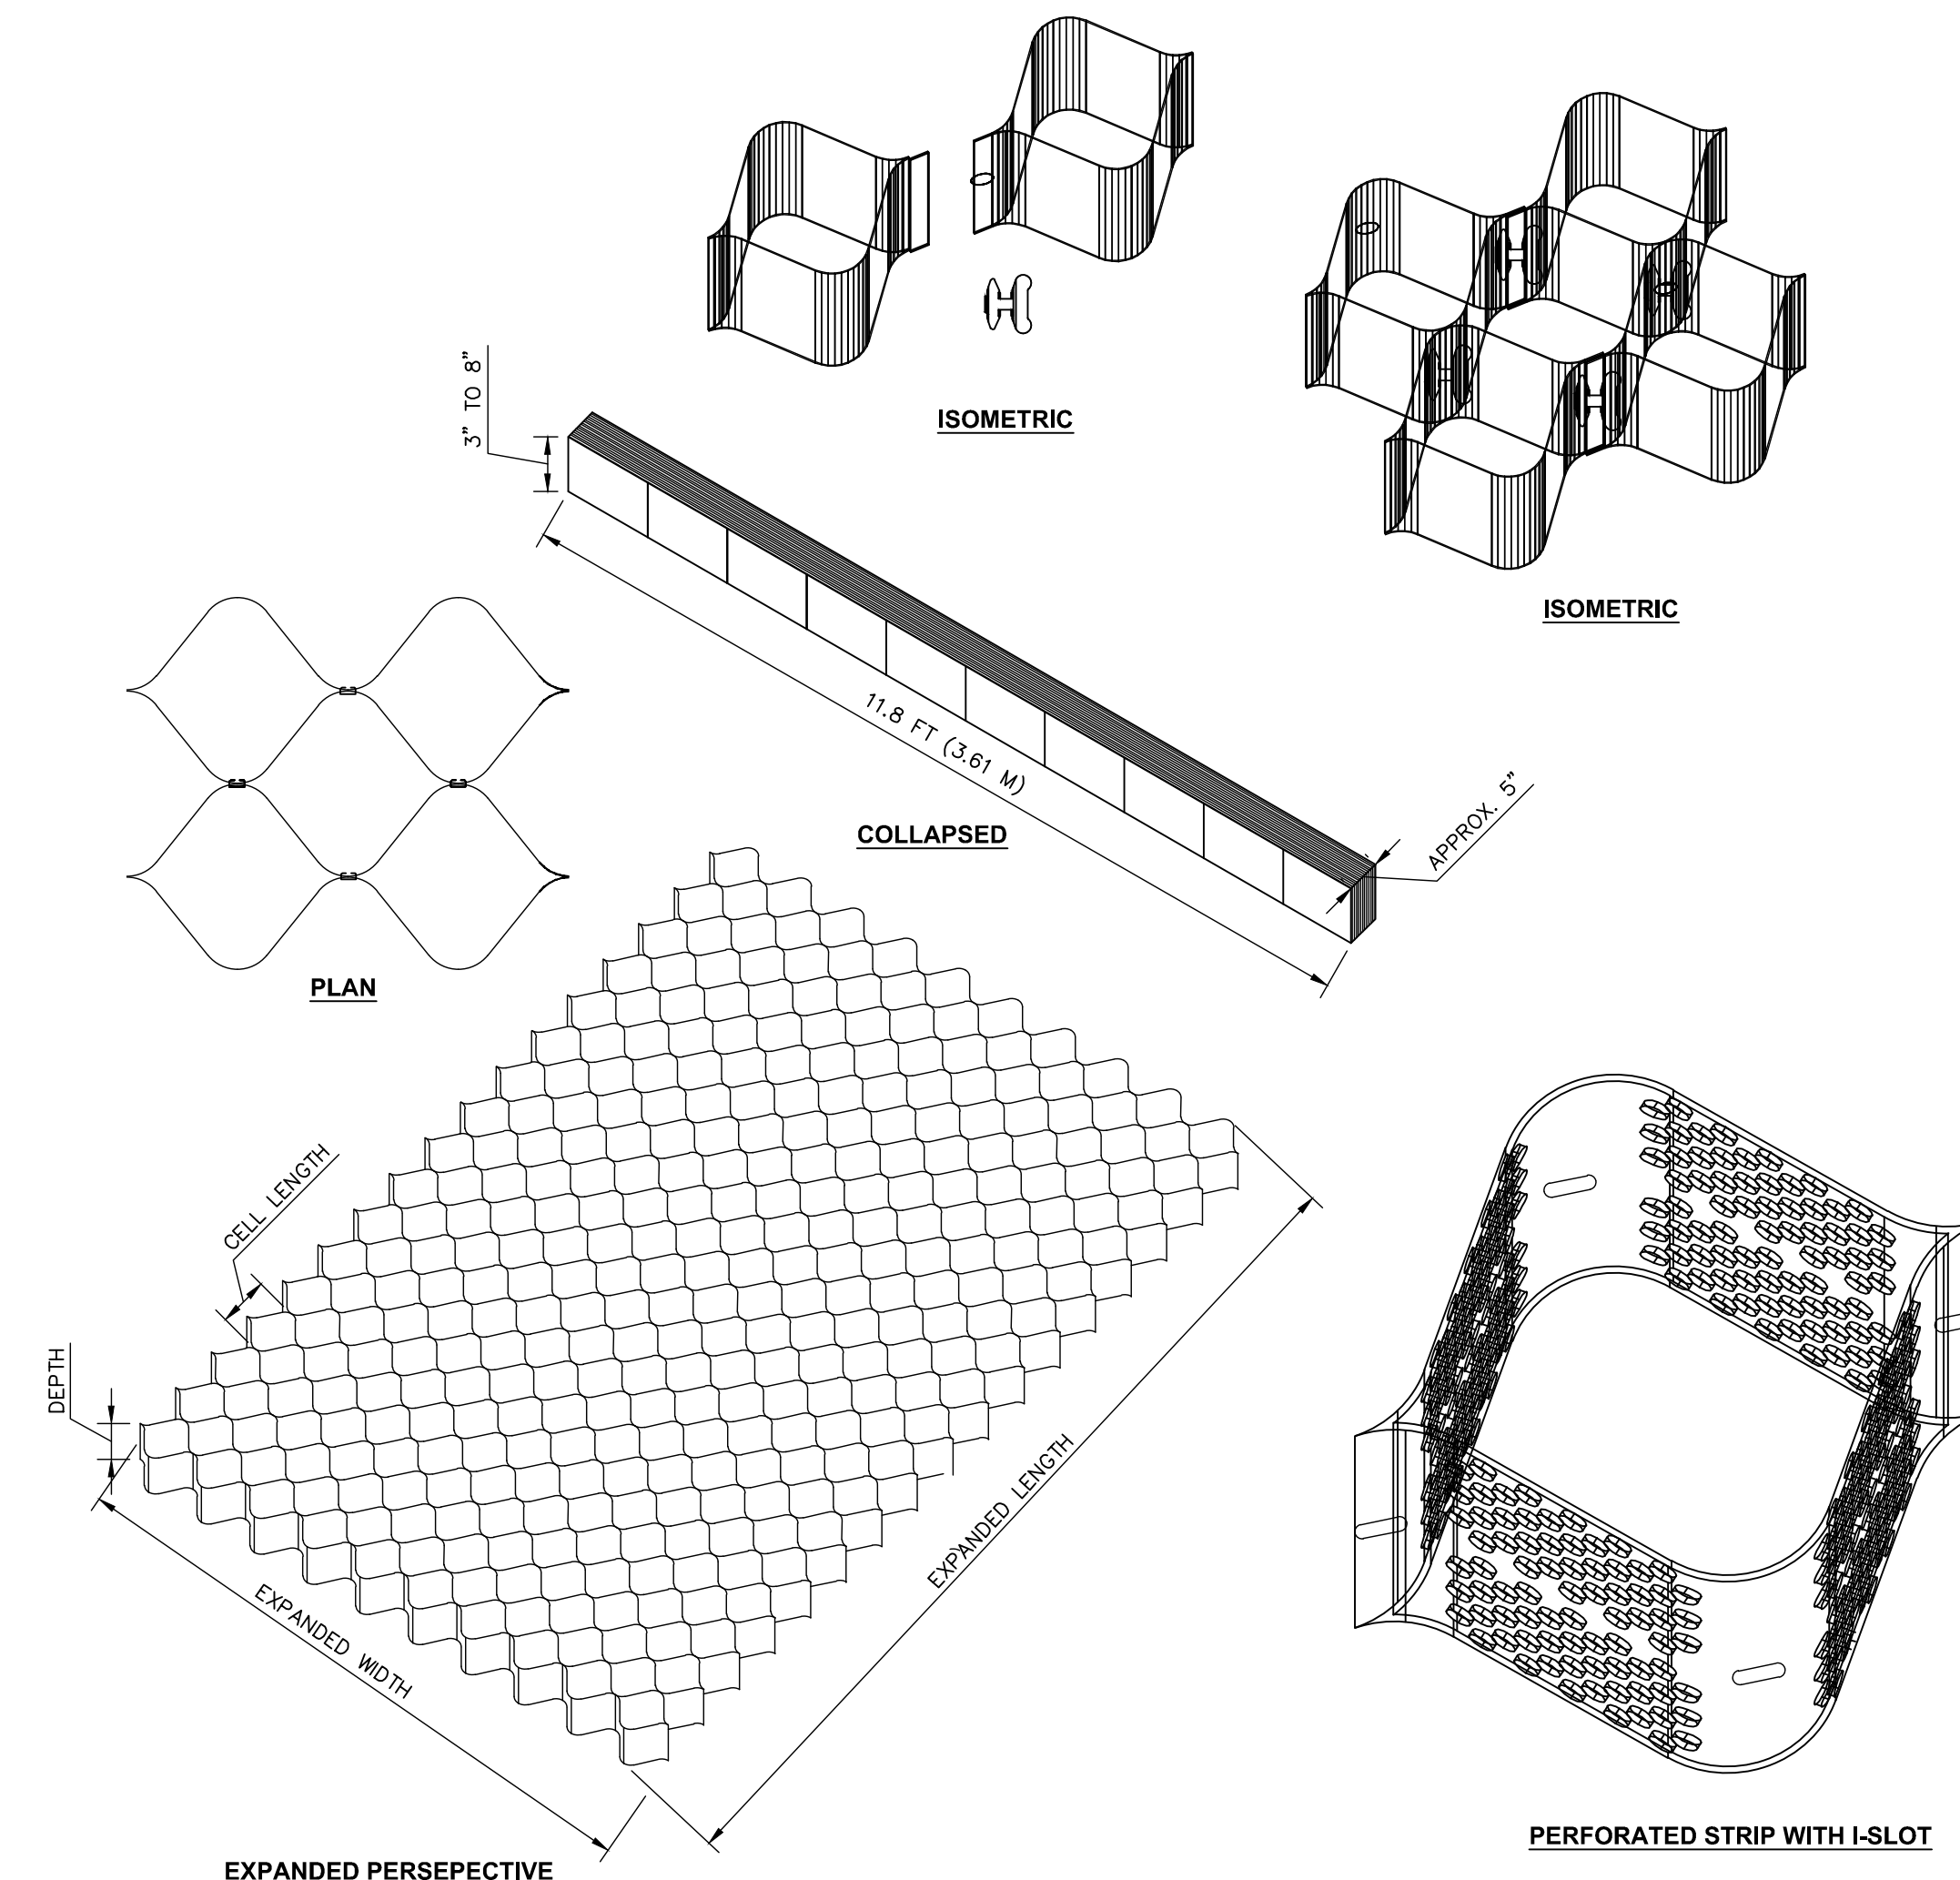 ISOMETRIC
3" TO 8"
ISOMETRIC
11.8 FT (3.61 M)
APPROX. 5"
COLLAPSED
PLAN
CELL LENGTH
DEPTH
EXPANDED LENGTH
EXPANDED WIDTH
PERFORATED STRIP WITH I-SLOT
EXPANDED PERSEPECTIVE